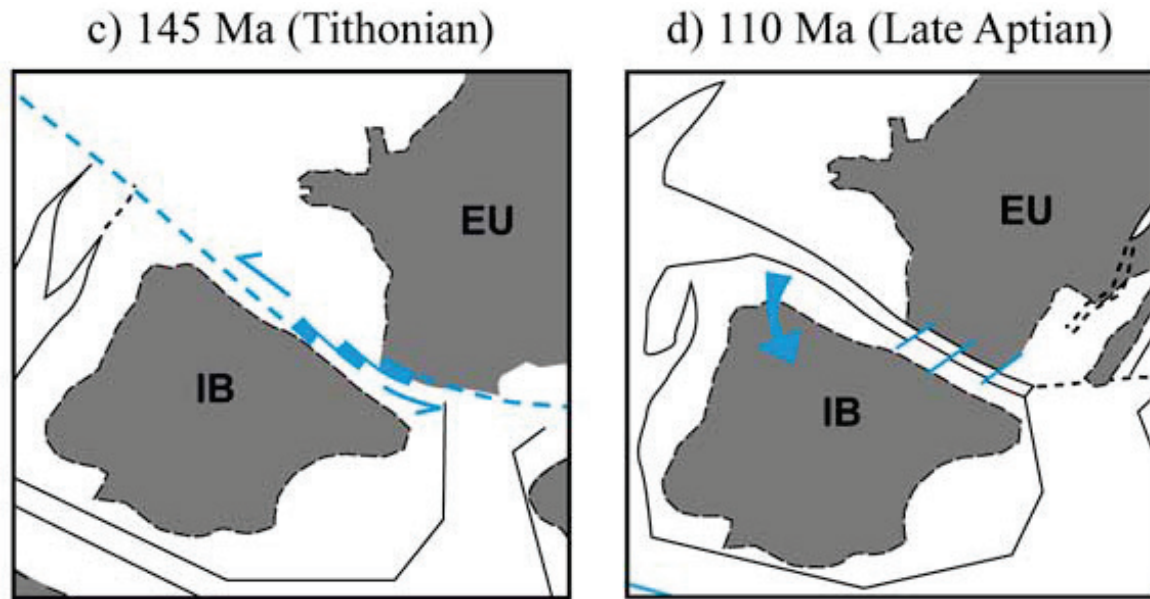 c) 145 Ma (Tithonian)
d) 110 Ma (Late Aptian)
EU
IB
EU
IB